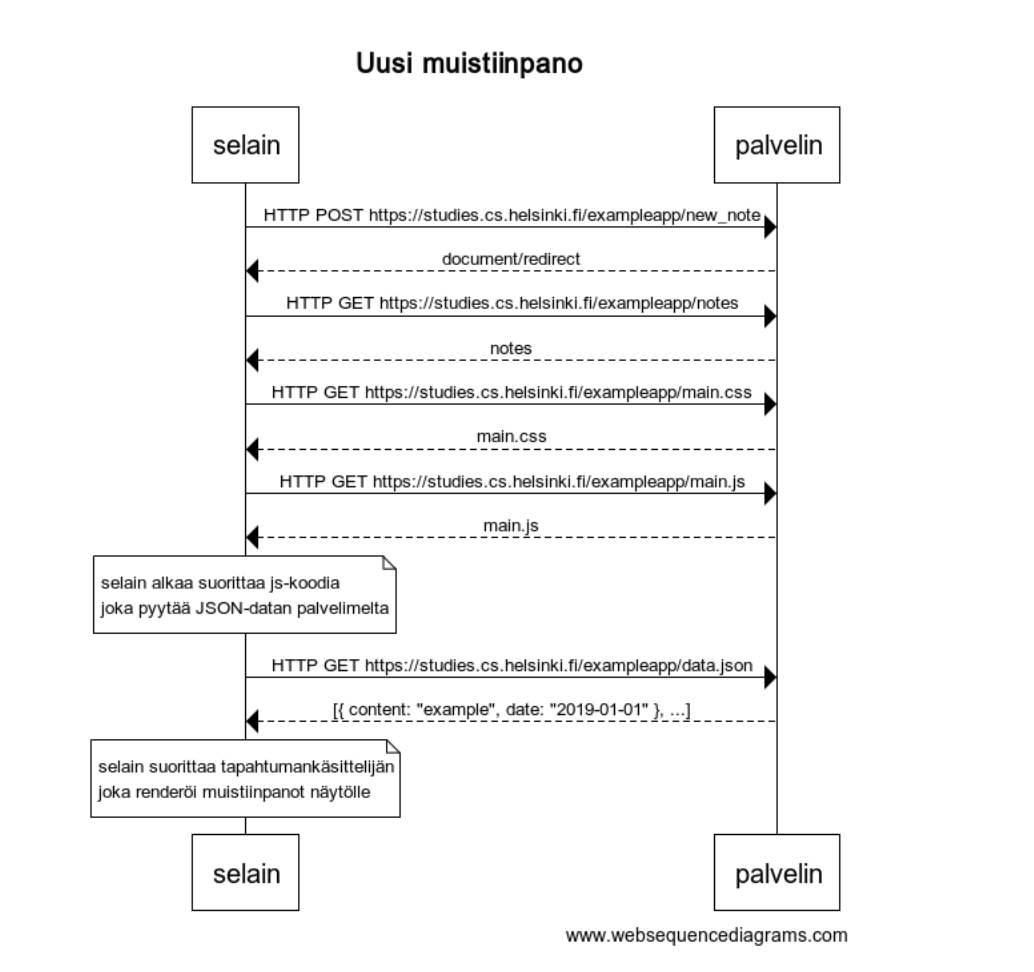 Uusi muistiinpano
selain
palvelin
HTTP POST https://studies.cs.helsinki.fi/exampleapp/new_note
document/redirect
HTTP GET https://studies.cs.helsinki.fi/exampleapp/notes
notes
HTTP GET https://studies.cs.helsinki.fi/exampleapp/main.css
main.css
HTTP GET https://studies.cs.helsinki.fi/exampleapp/main.js
main.js
selain alkaa suorittaa js-koodia
joka pyytää JSON-datan palvelimelta
HTTP GET https://studies.cs.helsinki.fi/exampleapp/data.json
[{ content: "example", date: "2019-01-01" }, ...]
selain suorittaa tapahtumankäsittelijän
joka renderöi muistiinpanot näytölle
selain
palvelin
www.websequencediagrams.com